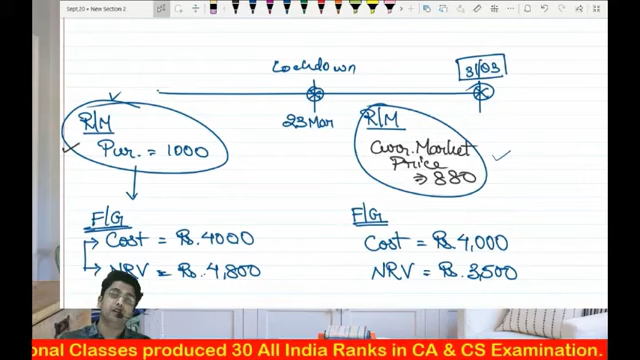 Sept.20 ▸ New Section 2
Lockdown
31/03
23 Mar
R/M
Pur. = 1000
R/M
Curr. Market
Price
⇒ 880
F/G
Cost = Rs. 4000
NRV = Rs. 4,800
F/G
Cost = Rs. 4,000
NRV = Rs. 3,500
onal Classes produced 30 All India Ranks in CA & CS Examination.